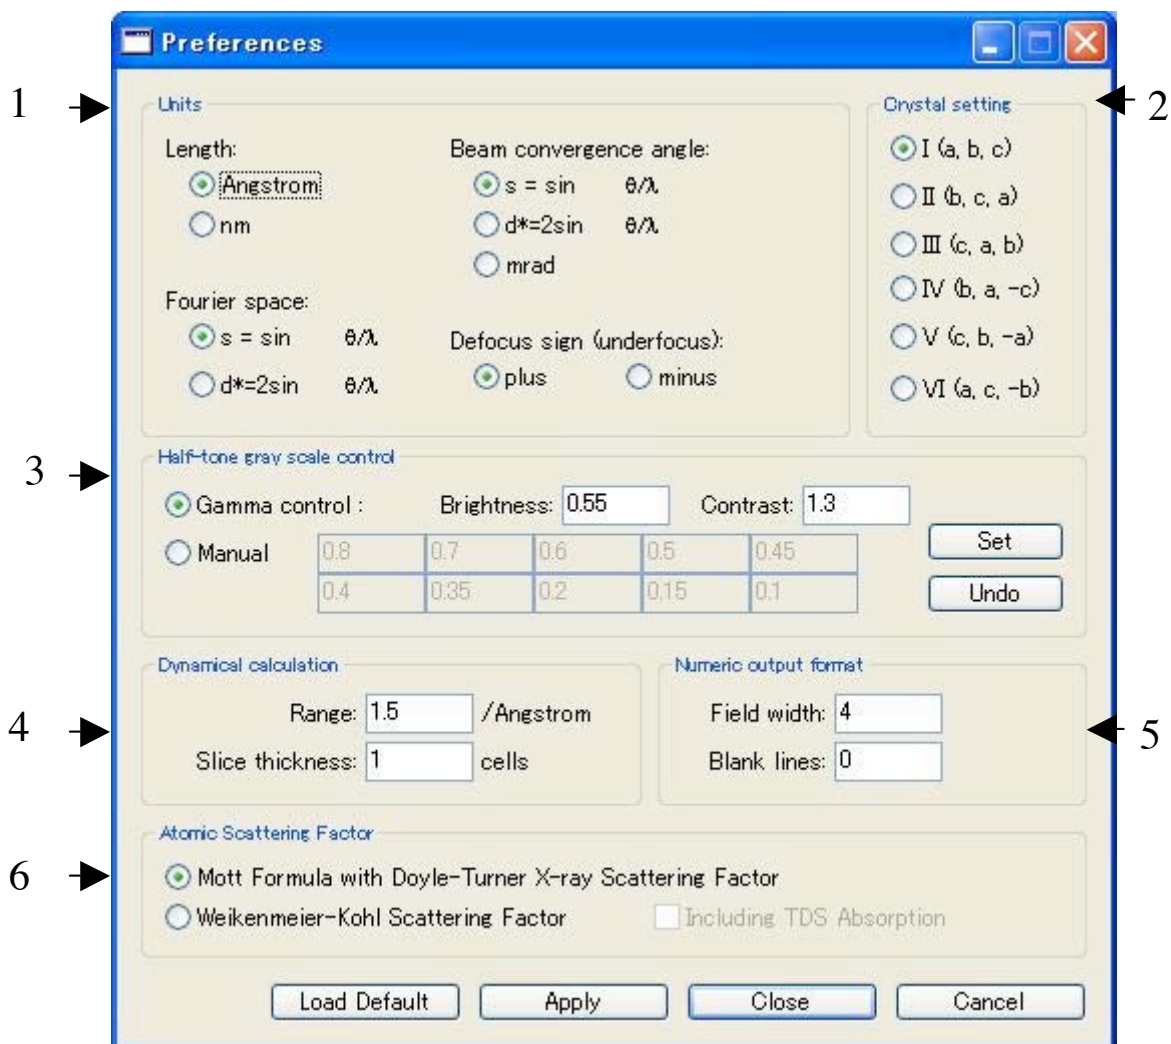 Preferences
1
Units
Crystal setting
2
Length:
Beam convergence angle:
I (a, b, c)
Angstrom
s = sin θ/λ
II (b, c, a)
nm
d*=2sin θ/λ
III (c, a, b)
mrad
IV (b, a, -c)
Fourier space:
s = sin θ/λ
Defocus sign (underfocus):
V (c, b, -a)
d*=2sin θ/λ
plus minus
VI (a, c, -b)
3
Half-tone gray scale control
Gamma control : Brightness: 0.55 Contrast: 1.3
Manual 0.8 0.7 0.6 0.5 0.45
Set
0.4 0.35 0.2 0.15 0.1
Undo
Dynamical calculation
Numeric output format
4
Range: 1.5 /Angstrom
Field width: 4
5
Slice thickness: 1 cells
Blank lines: 0
Atomic Scattering Factor
6
Mott Formula with Doyle-Turner X-ray Scattering Factor
Weikenmeier-Kohl Scattering Factor Including TDS Absorption
Load Default Apply Close Cancel